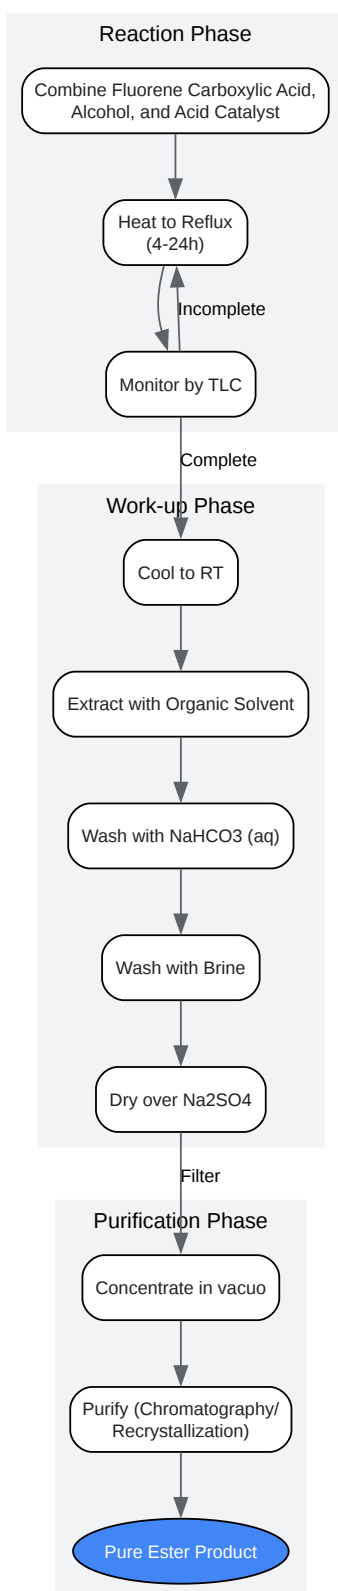 Reaction Phase
Combine Fluorene Carboxylic Acid,
Alcohol, and Acid Catalyst
Heat to Reflux
(4-24h)
Incomplete
Monitor by TLC
Complete
Work-up Phase
Cool to RT
Extract with Organic Solvent
Wash with NaHCO3 (aq)
Wash with Brine
Dry over Na2SO4
Filter
Purification Phase
Concentrate in vacuo
Purify (Chromatography/
Recrystallization)
Pure Ester Product